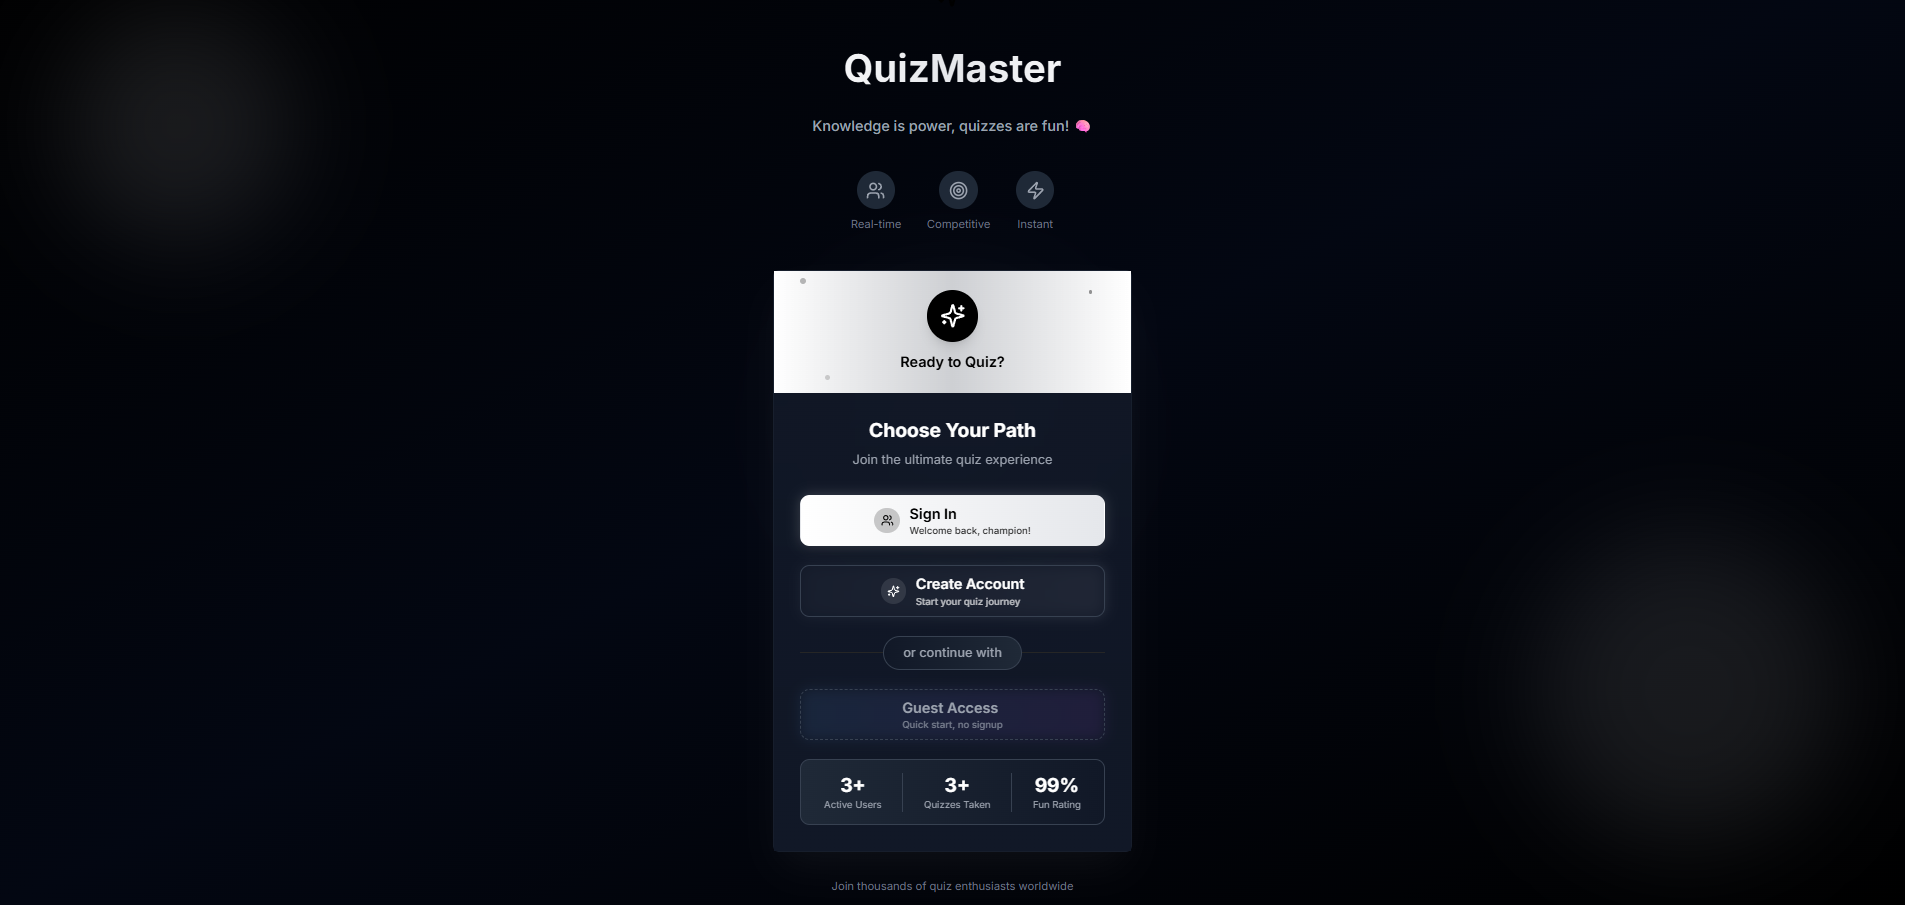 QuizMaster
Knowledge is power, quizzes are fun! 🧠
Real-time Competitive Instant
Ready to Quiz?
Choose Your Path
Join the ultimate quiz experience
Sign In
Welcome back, champion!
Create Account
Start your quiz journey
or continue with
Guest Access
Quick start, no signup
3+ 3+ 99%
Active Users Quizzes Taken Fun Rating
Join thousands of quiz enthusiasts worldwide